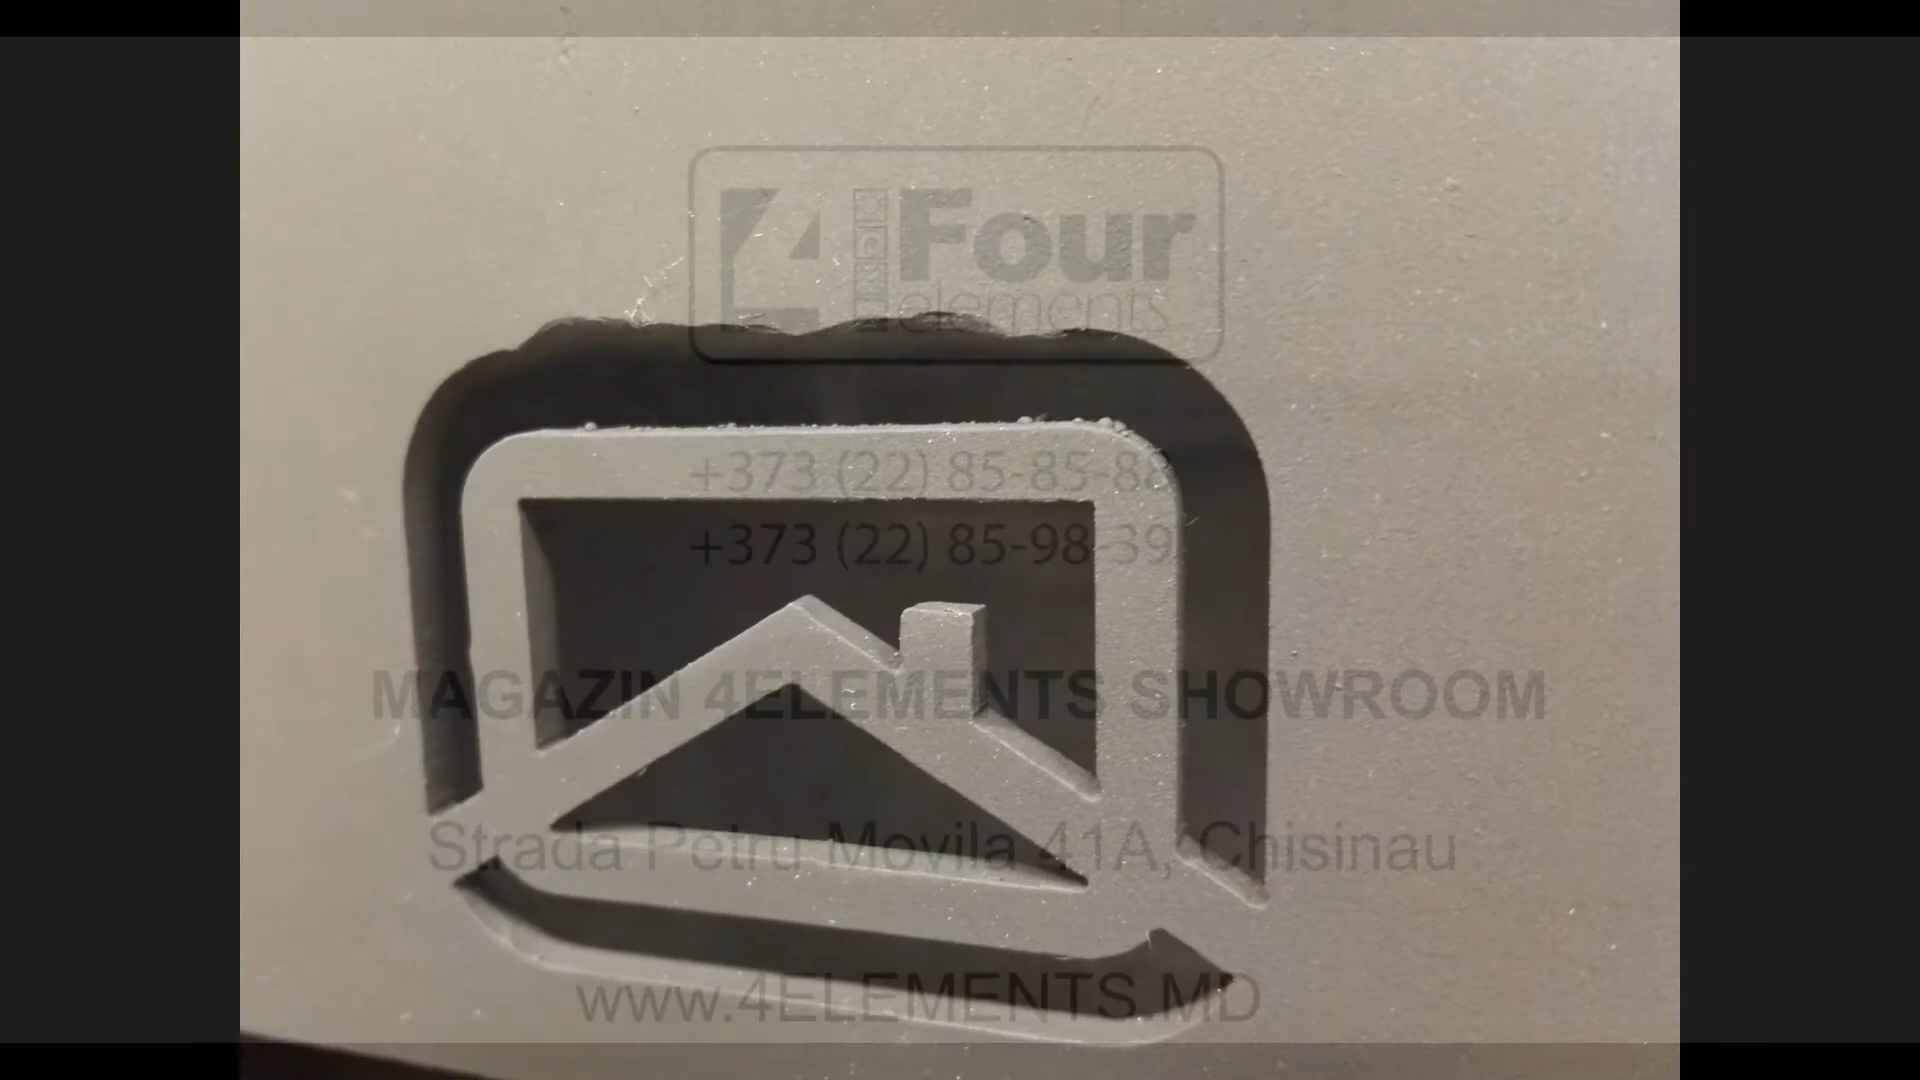 4 Four
elements
+373 (22) 85-85-88
+373 (22) 85-98-39
MAGAZIN 4ELEMENTS SHOWROOM
Strada Petru Movila 41A, Chisinau
www.4ELEMENTS.MD